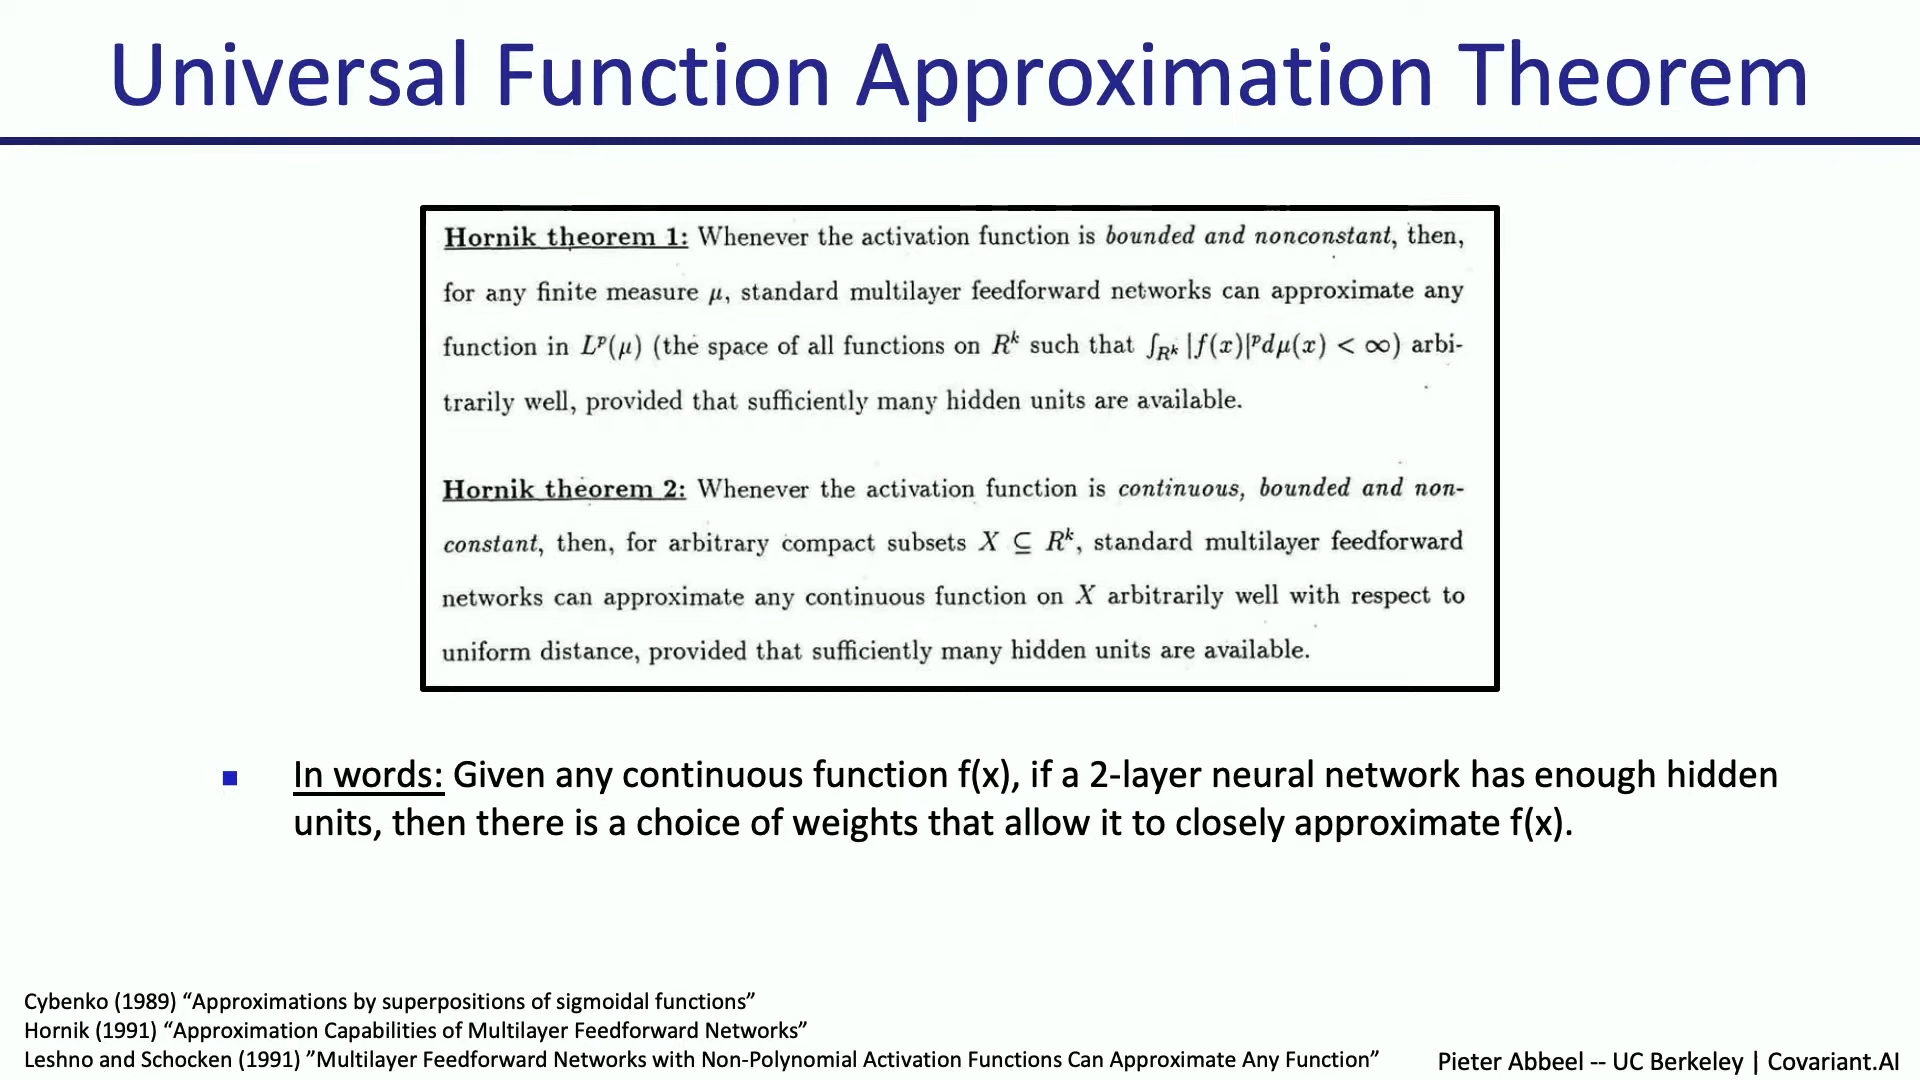 Universal Function Approximation Theorem
Hornik theorem 1: Whenever the activation function is bounded and nonconstant, then,
for any finite measure μ, standard multilayer feedforward networks can approximate any
function in Lᵖ(μ) (the space of all functions on Rᵏ such that ∫_Rᵏ |f(x)|ᵖdμ(x) < ∞) arbi-
trarily well, provided that sufficiently many hidden units are available.
Hornik theorem 2: Whenever the activation function is continuous, bounded and non-
constant, then, for arbitrary compact subsets X ⊆ Rᵏ, standard multilayer feedforward
networks can approximate any continuous function on X arbitrarily well with respect to
uniform distance, provided that sufficiently many hidden units are available.
▪ In words: Given any continuous function f(x), if a 2-layer neural network has enough hidden
units, then there is a choice of weights that allow it to closely approximate f(x).
Cybenko (1989) “Approximations by superpositions of sigmoidal functions”
Hornik (1991) “Approximation Capabilities of Multilayer Feedforward Networks”
Leshno and Schocken (1991) ”Multilayer Feedforward Networks with Non-Polynomial Activation Functions Can Approximate Any Function”
Pieter Abbeel -- UC Berkeley | Covariant.AI